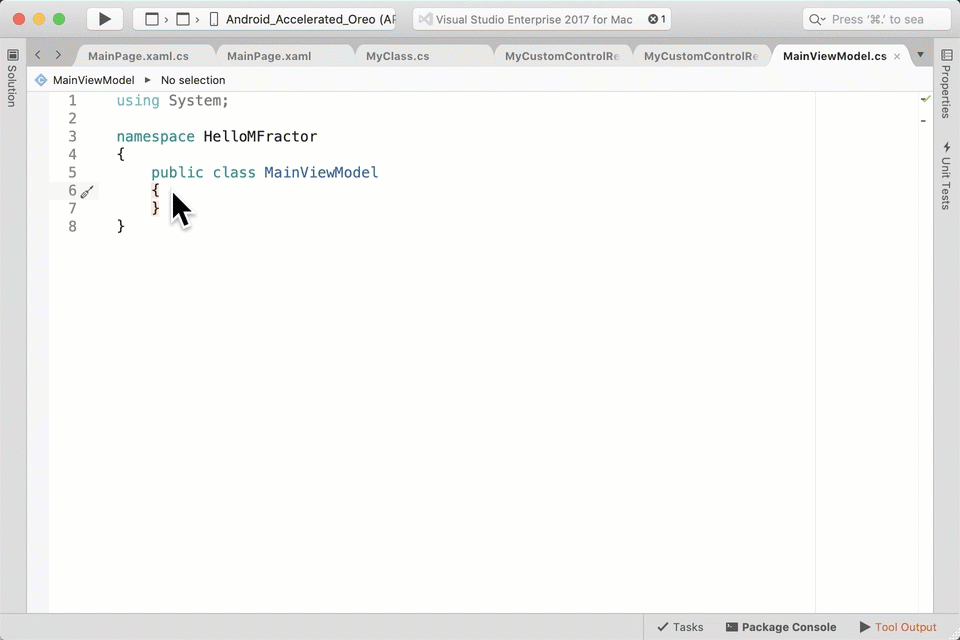 Android_Accelerated_Oreo (AP
Visual Studio Enterprise 2017 for Mac
1
Press ‘⌘.’ to sea
MainPage.xaml.cs
MainPage.xaml
MyClass.cs
MyCustomControlRe
MyCustomControlRe
MainViewModel.cs
Solution
MainViewModel
No selection
Properties
Unit Tests
1 using System;
2
3 namespace HelloMFractor
4 {
5 public class MainViewModel
6 {
7 }
8 }
Tasks
Package Console
Tool Output